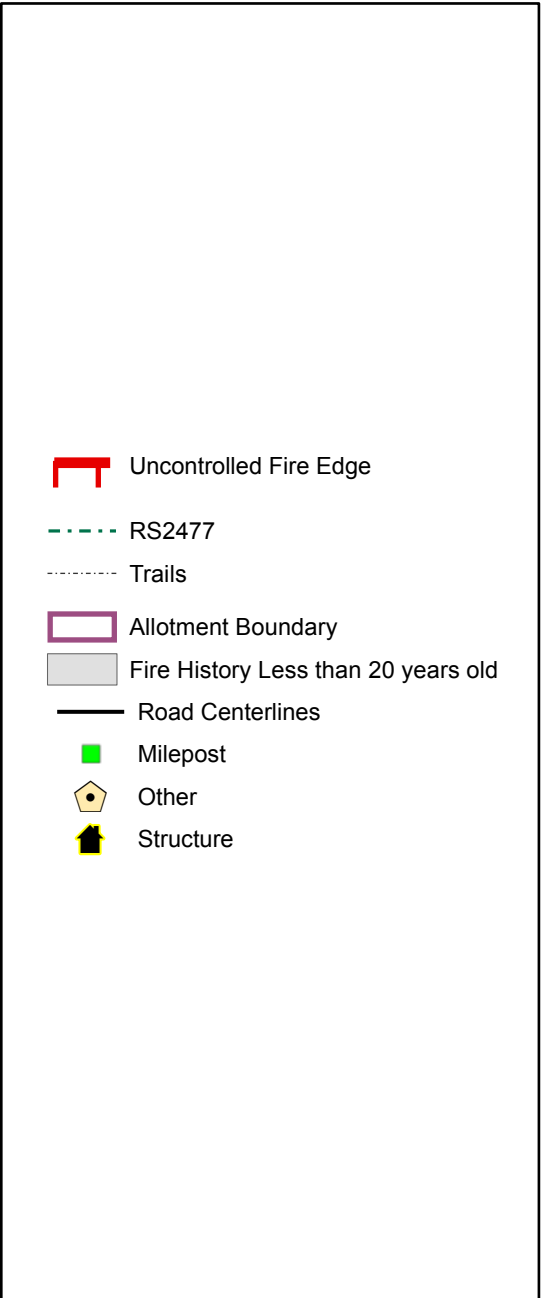 Uncontrolled Fire Edge
RS2477
Trails
Allotment Boundary
Fire History Less than 20 years old
Road Centerlines
Milepost
Other
Structure